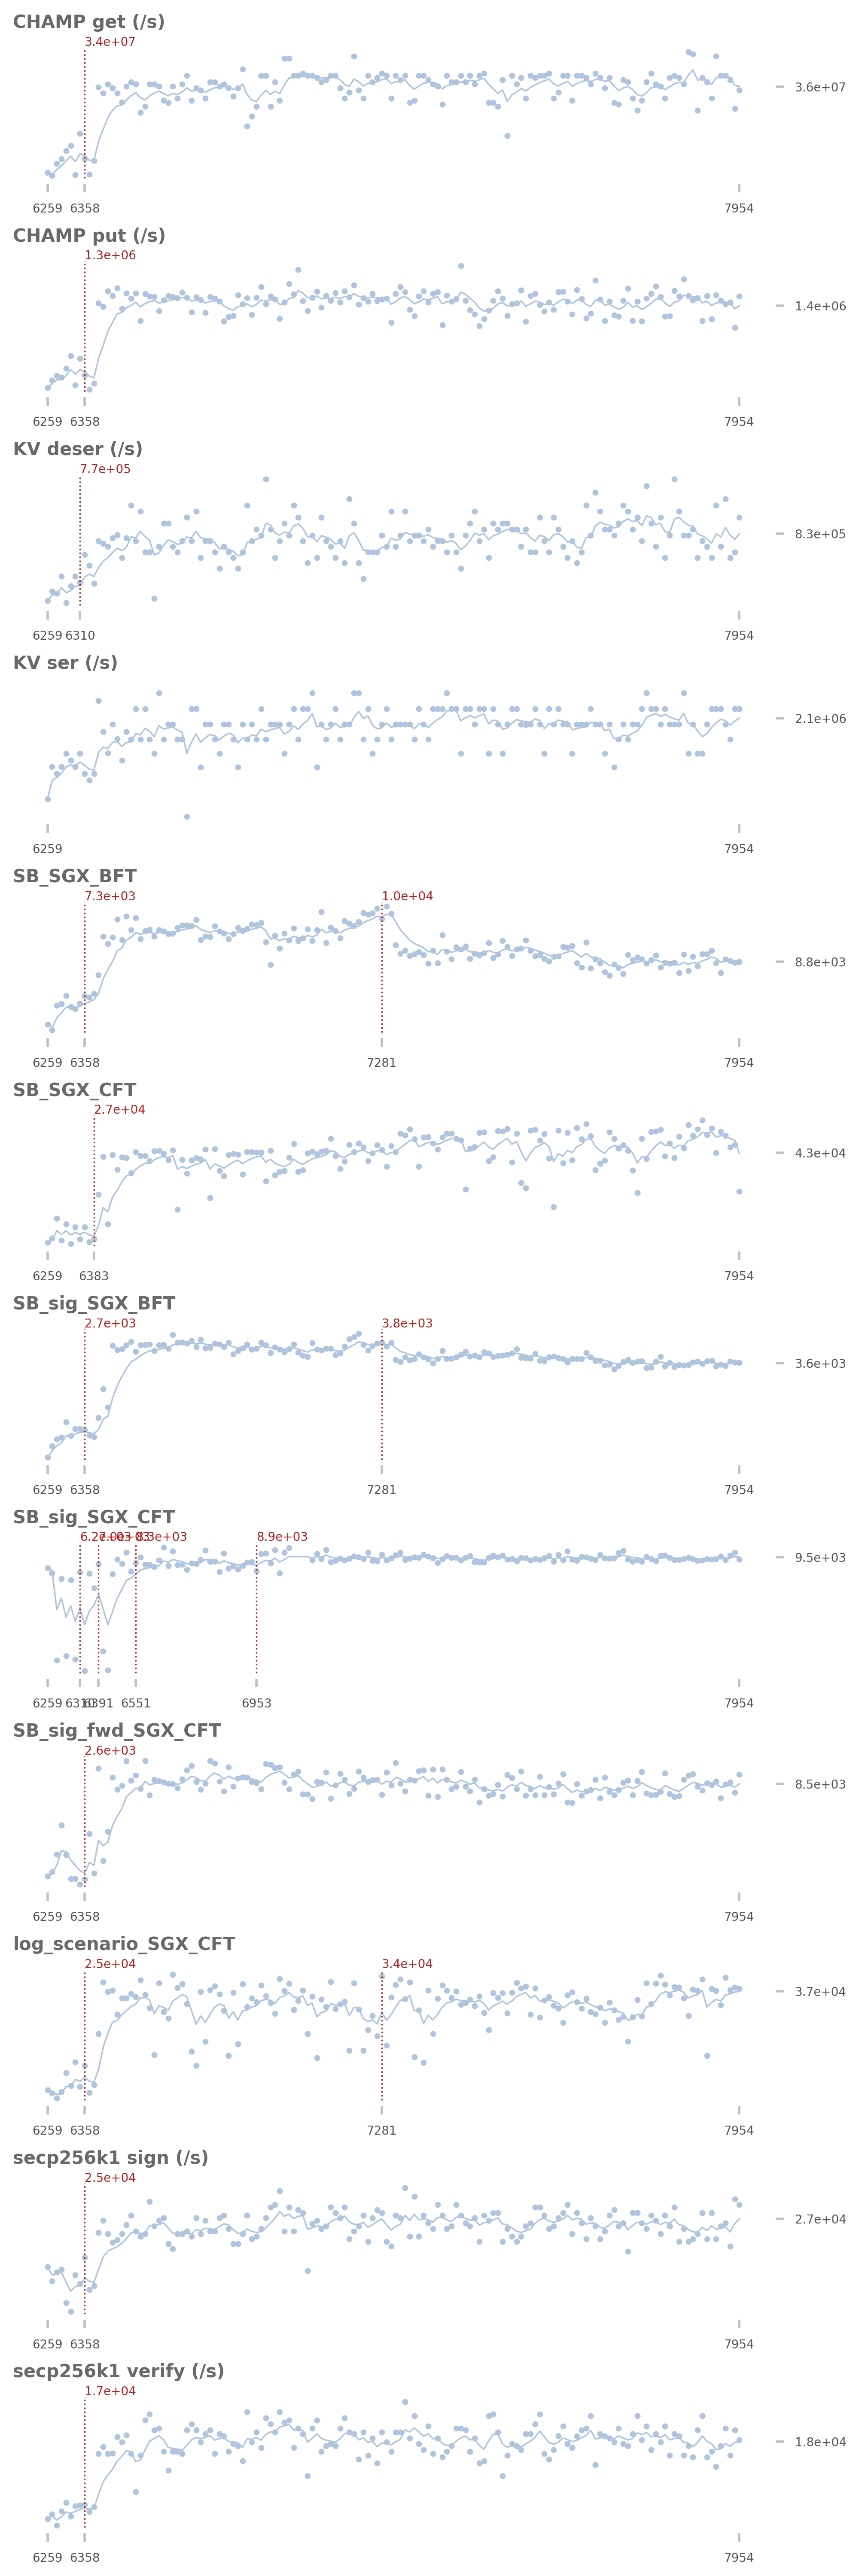 CHAMP get (/s)
3.4e+07
3.6e+07
6259 6358 7954
CHAMP put (/s)
1.3e+06
1.4e+06
6259 6358 7954
KV deser (/s)
7.7e+05
8.3e+05
6259 6310 7954
KV ser (/s)
2.1e+06
6259 7954
SB_SGX_BFT
7.3e+03 1.0e+04
8.8e+03
6259 6358 7281 7954
SB_SGX_CFT
2.7e+04
4.3e+04
6259 6383 7954
SB_sig_SGX_BFT
2.7e+03 3.8e+03
3.6e+03
6259 6358 7281 7954
SB_sig_SGX_CFT
8.3e+03 8.9e+03
9.5e+03
6259 6310 6391 6551 6953 7954
SB_sig_fwd_SGX_CFT
2.6e+03
8.5e+03
6259 6358 7954
log_scenario_SGX_CFT
2.5e+04 3.4e+04
3.7e+04
6259 6358 7281 7954
secp256k1 sign (/s)
2.5e+04
2.7e+04
6259 6358 7954
secp256k1 verify (/s)
1.7e+04
1.8e+04
6259 6358 7954